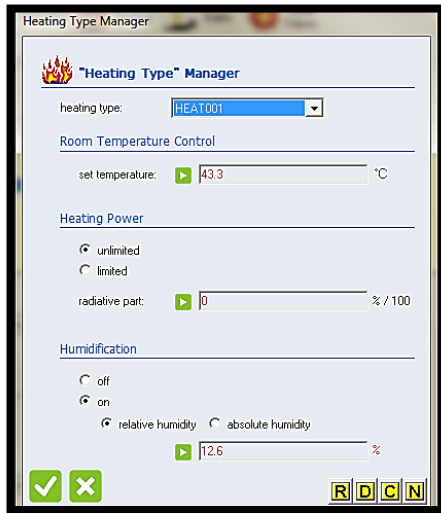 Heating Type Manager
"Heating Type" Manager
heating type: HEAT001
Room Temperature Control
set temperature: 43.3 °C
Heating Power
unlimited
limited
radiative part: 0 % / 100
Humidification
off
on
relative humidity absolute humidity
12.6 %
R D C N